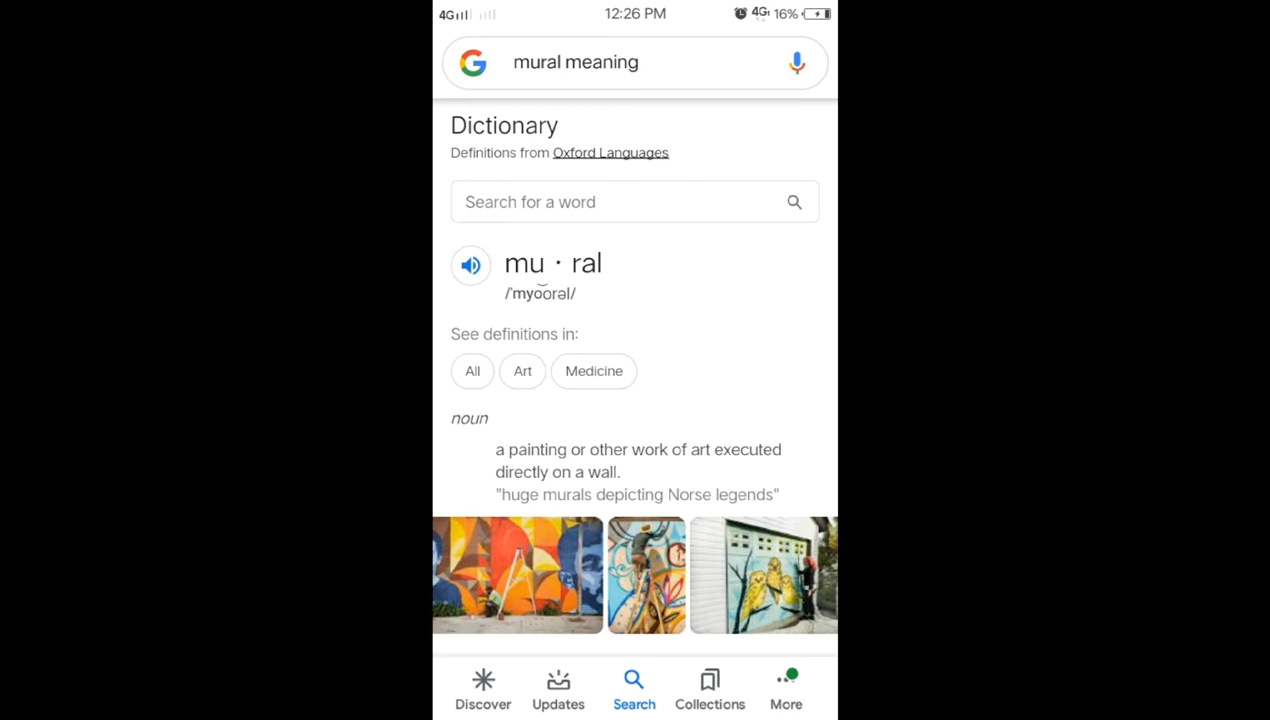 4G 12:26 PM 4G 16%
mural meaning
Dictionary
Definitions from Oxford Languages
Search for a word
mu · ral
/ˈmyo͝orəl/
See definitions in:
All Art Medicine
noun
a painting or other work of art executed
directly on a wall.
"huge murals depicting Norse legends"
Discover Updates Search Collections More